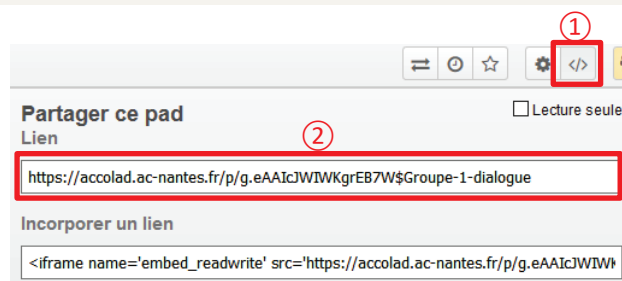 ①
</>
Partager ce pad
Lecture seule
Lien
②
https://accolad.ac-nantes.fr/p/g.eAAIcJWIWKgrEB7W$Groupe-1-dialogue
Incorporer un lien
<iframe name='embed_readwrite' src='https://accolad.ac-nantes.fr/p/g.eAAIcJWIWK